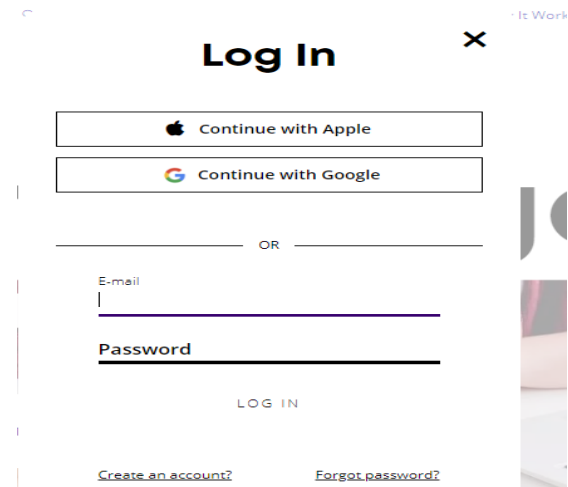 It Work
Log In
Continue with Apple
Continue with Google
OR
E-mail
Password
LOG IN
Create an account?
Forgot password?